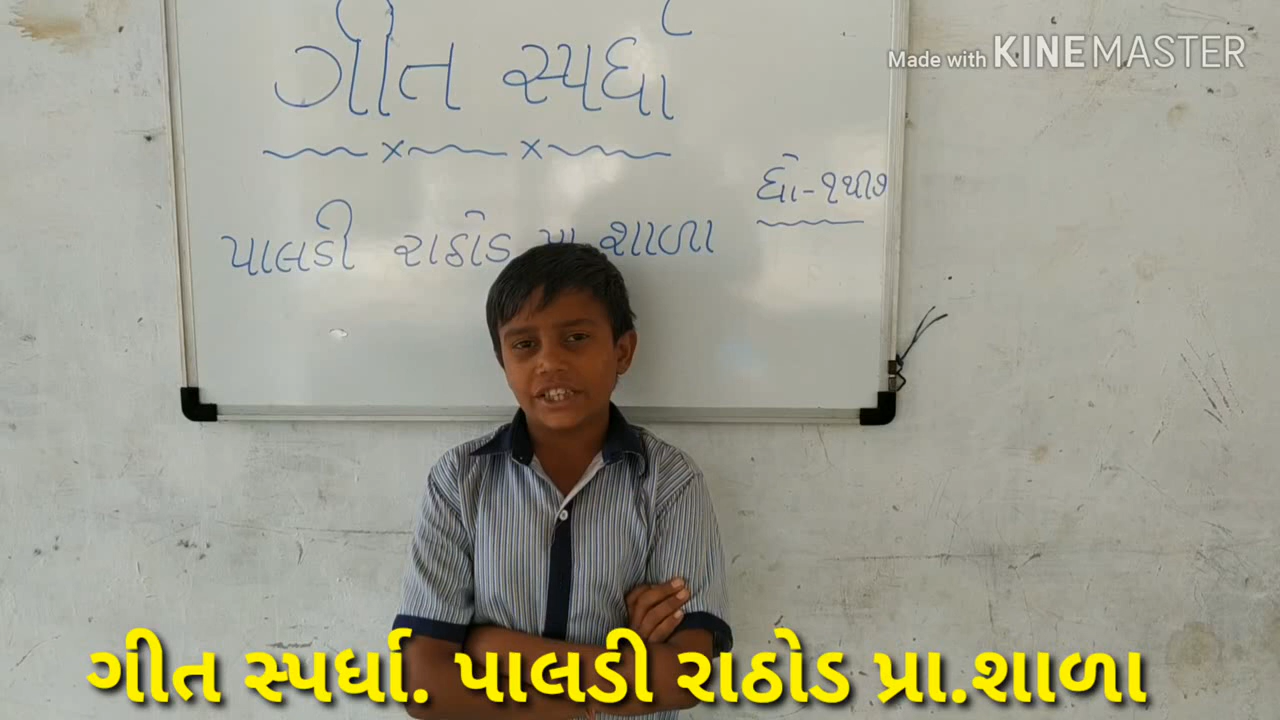 Made with KINEMASTER
ગીત સ્પર્ધા
ધો-૧થી૭
પાલડી રાઠોડ પ્રા શાળા
ગીત સ્પર્ધા. પાલડી રાઠોડ પ્રા.શાળા